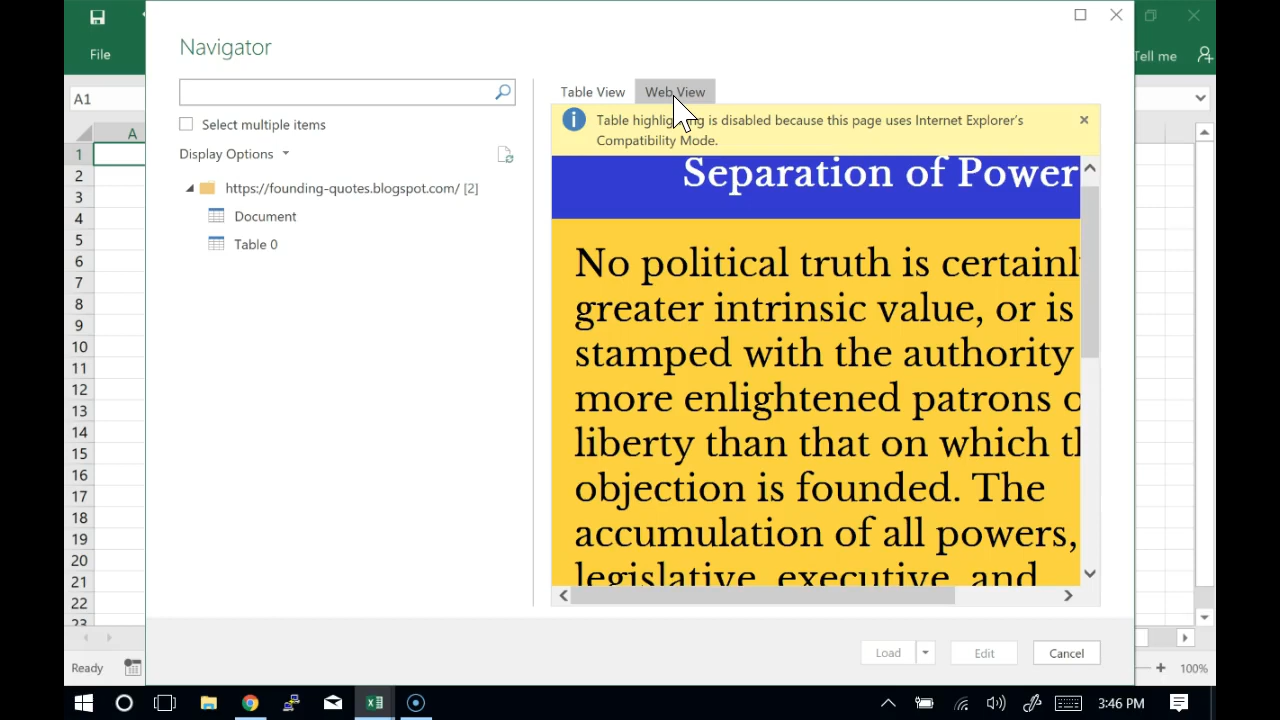 File
Tell me
A1
A
Navigator
Select multiple items
Display Options
https://founding-quotes.blogspot.com/ [2]
Document
Table 0
Table View
Web View
Table highlig ng is disabled because this page uses Internet Explorer's
Compatibility Mode.
Separation of Power
No political truth is certainl
greater intrinsic value, or is
stamped with the authority
more enlightened patrons o
liberty than that on which th
objection is founded. The
accumulation of all powers,
legislative, executive, and
1
2
3
4
5
6
7
8
9
10
11
12
13
14
15
16
17
18
19
20
21
22
23
Load
Edit
Cancel
Ready
100%
3:46 PM